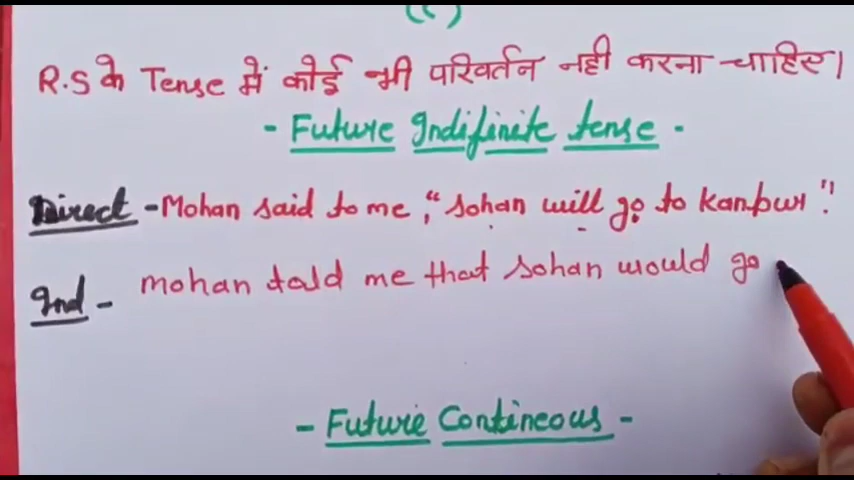 R.S के Tense में कोई भी परिवर्तन नही करना चाहिए।
- Future Indifinite tense -
Direct - Mohan said to me, "Sohan will go to Kanpur".
Ind - mohan told me that Sohan would go
- Future Contineous -